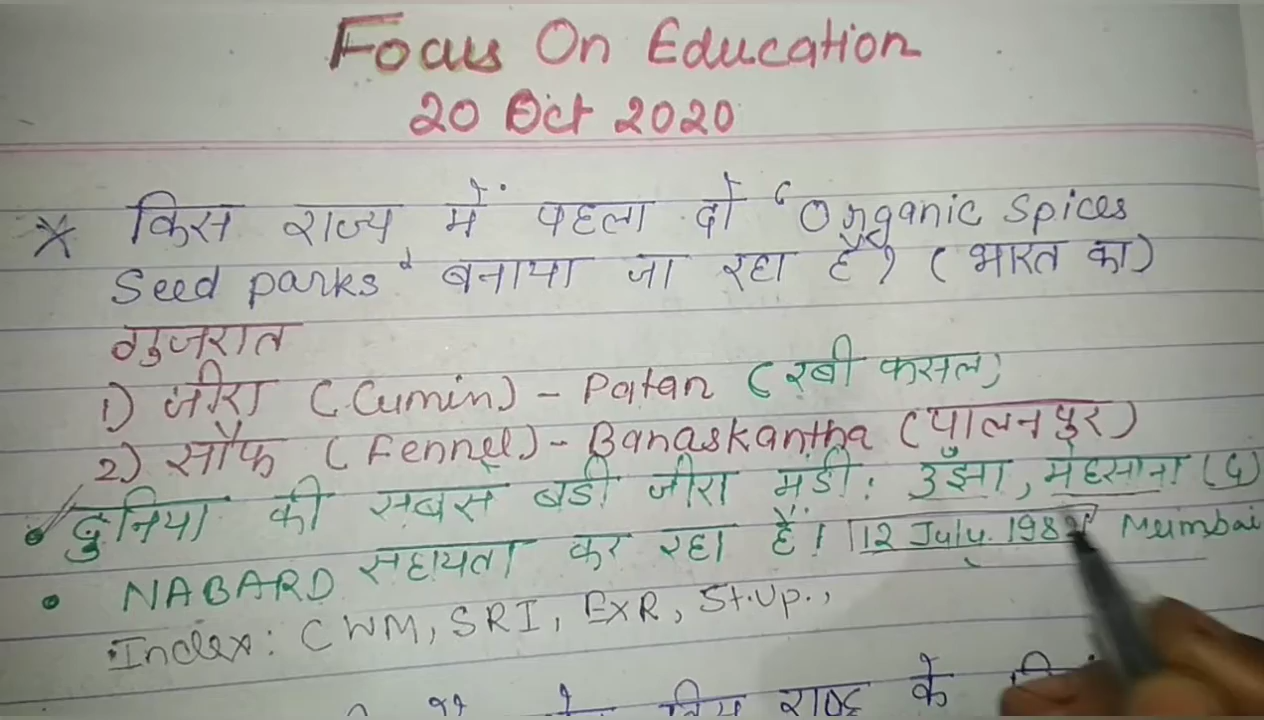 Focus On Education
20 Oct 2020
* किस राज्य में पहला दो 'Organic Spices
Seed parks' बनाया जा रहा है? (भारत का)
गुजरात
1) जीरा (Cumin) - Patan (रबी फसल)
2) सौंफ (Fennel) - Banaskantha (पालनपुर)
• दुनिया की सबसे बडी जीरा मंडी: ऊँझा, मेहसाना (ગુ)
• NABARD सहायता कर रहा है। 12 July. 1982 Mumbai
Index: CWM, SRI, EXR, St.Up.,
के